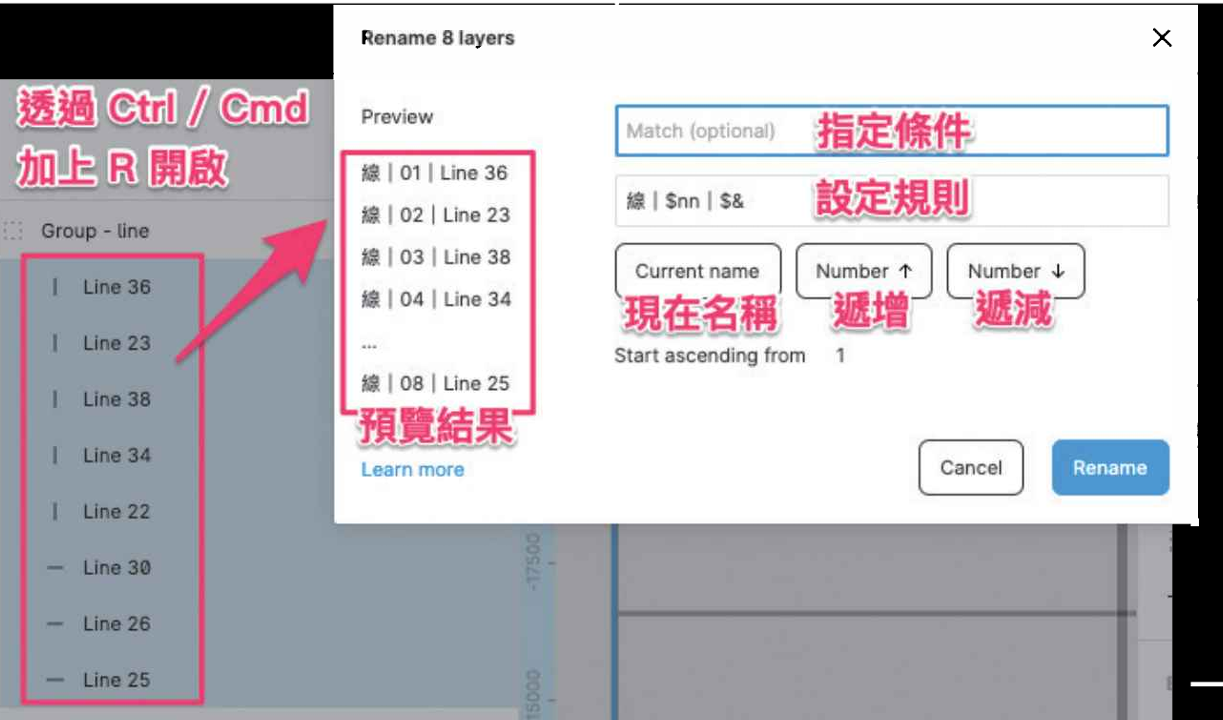 透過 Ctrl / Cmd
加上 R 開啟
Group - line
Line 36
Line 23
Line 38
Line 34
Line 22
Line 30
Line 26
Line 25
Rename 8 layers
Preview
線 | 01 | Line 36
線 | 02 | Line 23
線 | 03 | Line 38
線 | 04 | Line 34
...
線 | 08 | Line 25
預覽結果
Learn more
Match (optional) 指定條件
線 | $nn | $& 設定規則
Current name Number ↑ Number ↓
現在名稱 遞增 遞減
Start ascending from 1
Cancel Rename
-17500
15000